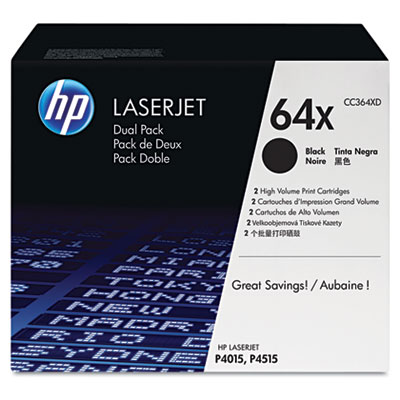 hp
LASERJET
Dual Pack
Pack de Deux
Pack Doble
CC364XD
64x
Black Tinta Negra
Noire 黑色
2 High Volume Print Cartridges
2 Cartouches d'Impression Grand Volume
2 Cartuchos de Alto Volumen
2 Velkoobjemová Tiskové Kazety
2 个批量打印硒鼓
Great Savings! / Aubaine !
HP LASERJET
P4015, P4515